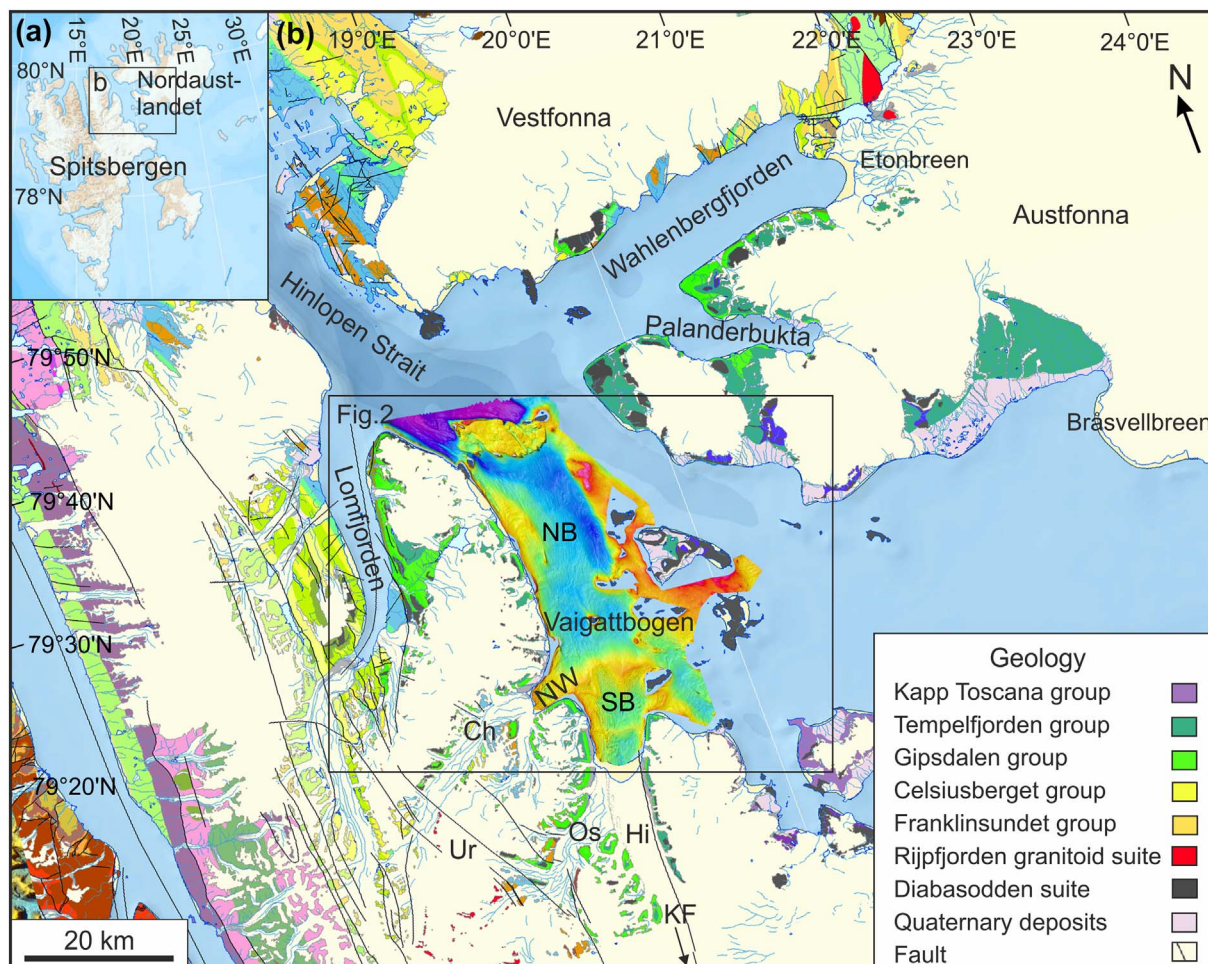 (a)
15°E
20°E
25°E
30°E
80°N
b
Nordaust-
landet
Spitsbergen
78°N
(b)
19°0'E
20°0'E
21°0'E
22°0'E
23°0'E
24°0'E
N
Vestfonna
Etonbreen
Wahlenbergfjorden
Austfonna
Hinlopen Strait
Palanderbukta
79°50'N
Fig.2
Bråsvellbreen
Lomfjorden
79°40'N
NB
Vaigattbogen
79°30'N
NW
SB
Ch
79°20'N
Os
Hi
Ur
KF
20 km
Geology
Kapp Toscana group
Tempelfjorden group
Gipsdalen group
Celsiusberget group
Franklinsundet group
Rijpfjorden granitoid suite
Diabasodden suite
Quaternary deposits
Fault